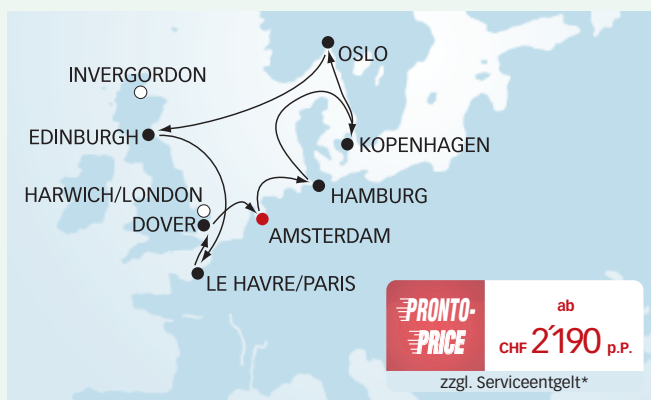 OSLO
INVERGORDON
EDINBURGH
KOPENHAGEN
HARWICH/LONDON
HAMBURG
DOVER
AMSTERDAM
LE HAVRE/PARIS
PRONTO-
PRICE
ab
CHF 2´190 p.P.
zzgl. Serviceentgelt*